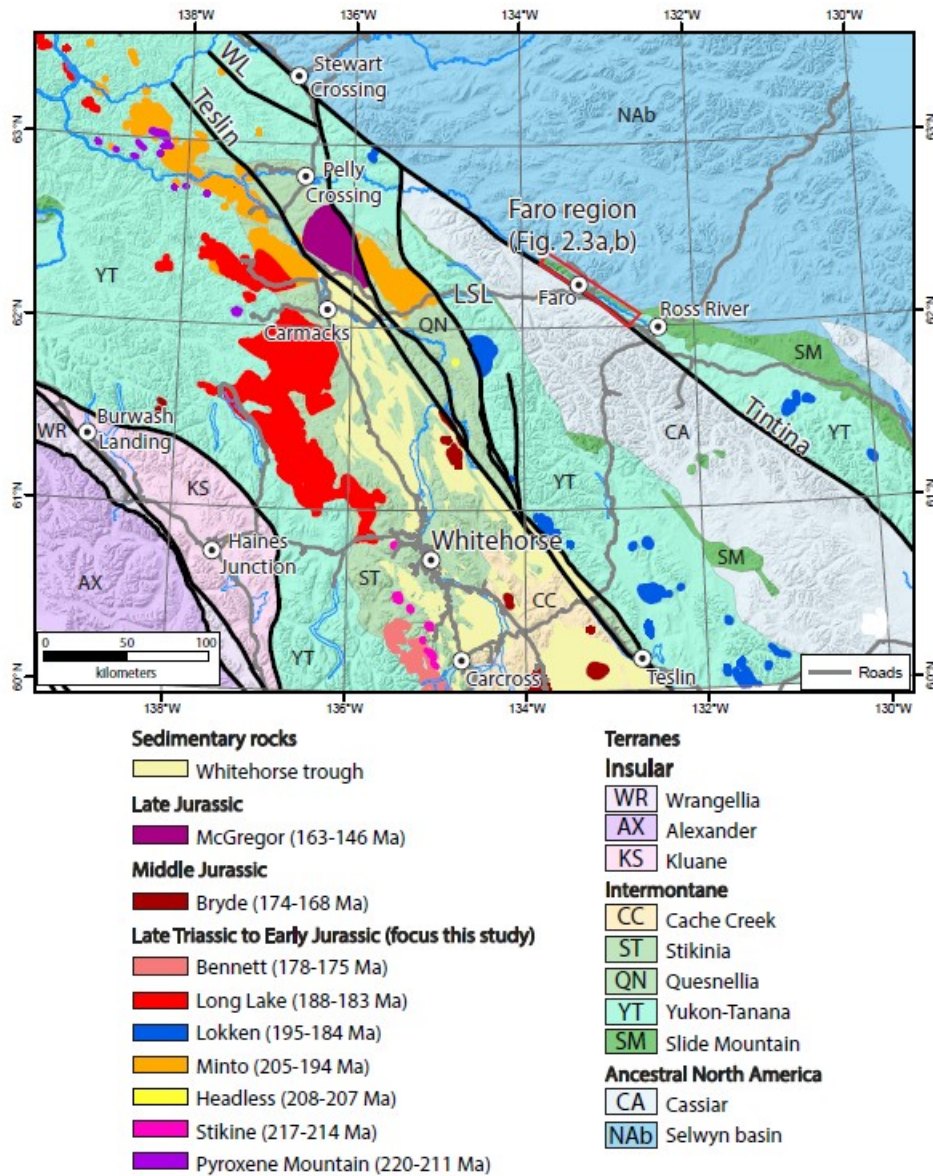 138°W
136°W
134°W
132°W
130°W
63°N
63°N
62°N
62°N
61°N
61°N
60°N
60°N
WL
Stewart
Crossing
Teslin
NAb
Pelly
Crossing
Faro region
(Fig. 2.3a,b)
YT
LSL
Faro
Ross River
QN
Carmacks
SM
Tintina
CA
YT
Burwash
Landing
WR
KS
YT
Whitehorse
Haines
Junction
SM
ST
AX
CC
0 50 100
kilometers
YT
Carcross
Teslin
Roads
138°W
136°W
134°W
132°W
130°W
Sedimentary rocks
Whitehorse trough
Late Jurassic
McGregor (163-146 Ma)
Middle Jurassic
Bryde (174-168 Ma)
Late Triassic to Early Jurassic (focus this study)
Bennett (178-175 Ma)
Long Lake (188-183 Ma)
Lokken (195-184 Ma)
Minto (205-194 Ma)
Headless (208-207 Ma)
Stikine (217-214 Ma)
Pyroxene Mountain (220-211 Ma)
Terranes
Insular
WR Wrangellia
AX Alexander
KS Kluane
Intermontane
CC Cache Creek
ST Stikinia
QN Quesnellia
YT Yukon-Tanana
SM Slide Mountain
Ancestral North America
CA Cassiar
NAb Selwyn basin